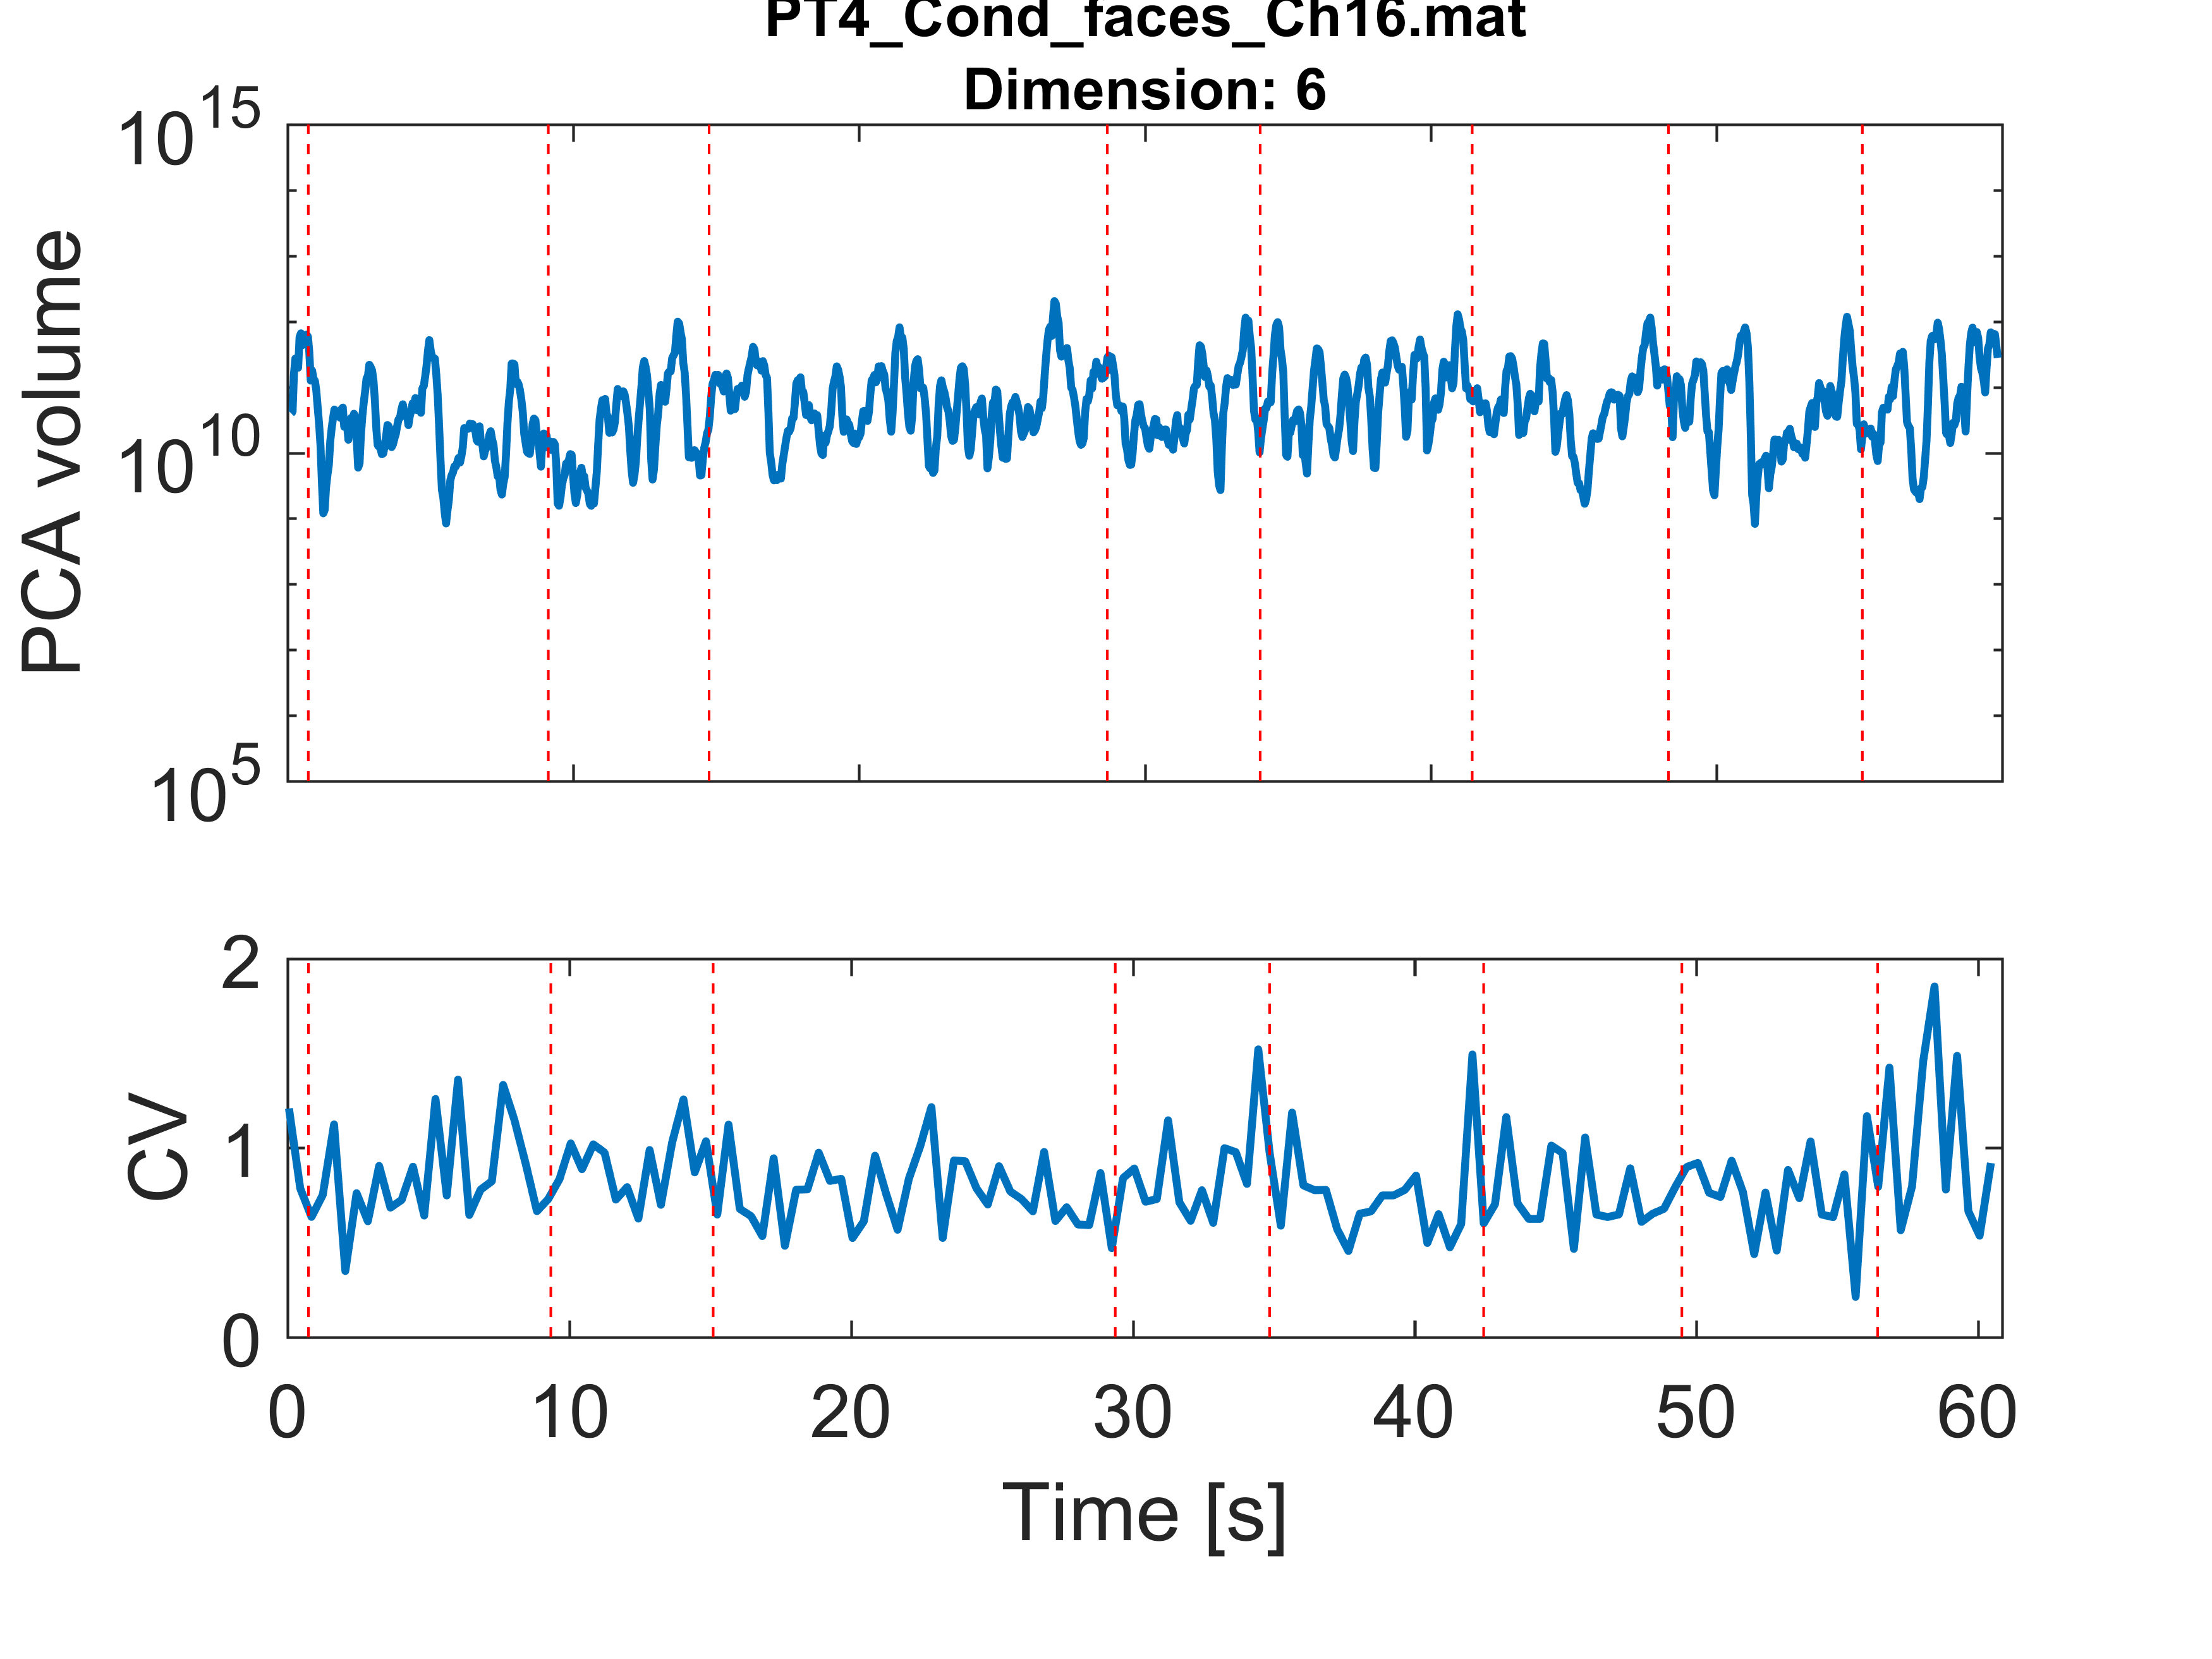 PT4_Cond_faces_Ch16.mat
Dimension: 6
10^15
10^10
10^5
PCA volume
2
1
0
CV
0 10 20 30 40 50 60
Time [s]